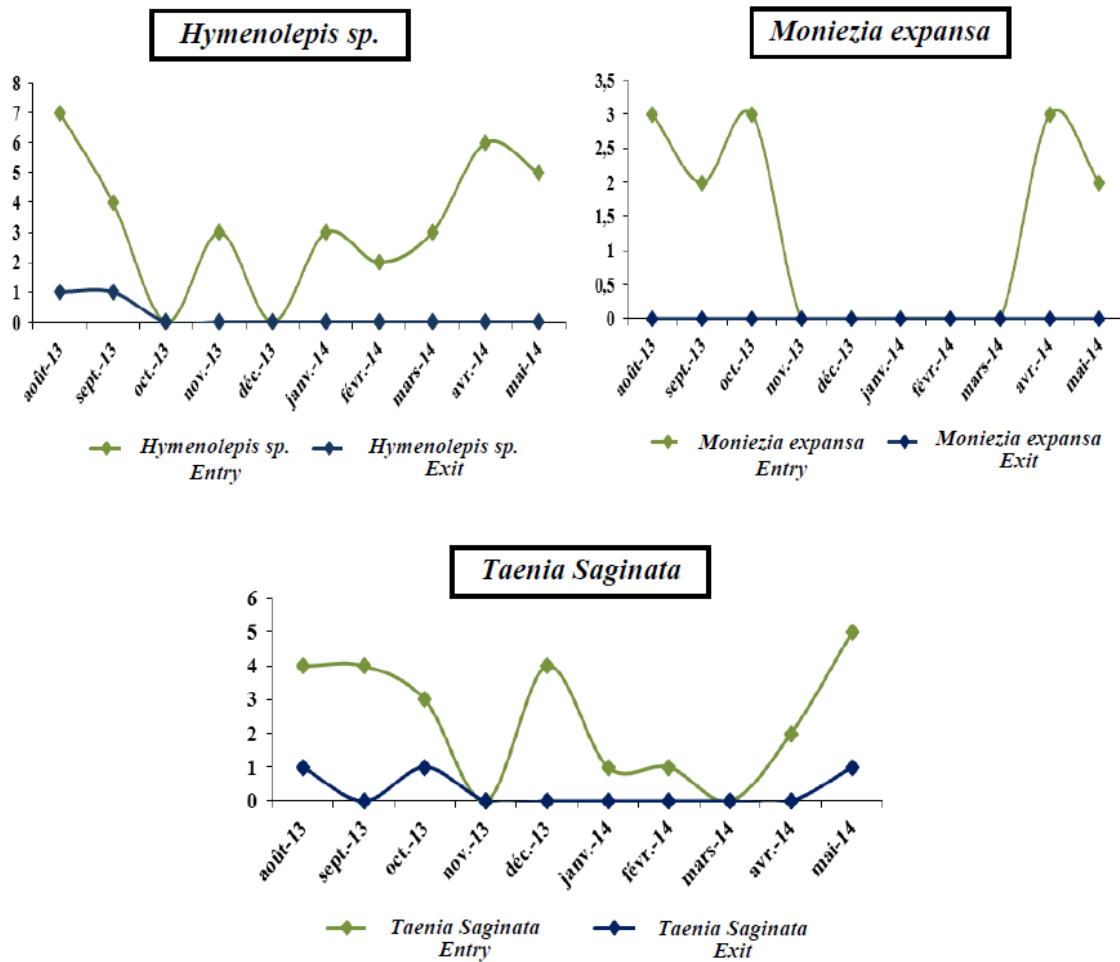 Hymenolepis sp.
8
7
6
5
4
3
2
1
0
août-13
sept.-13
oct.-13
nov.-13
déc.-13
janv.-14
févr.-14
mars-14
avr.-14
mai-14
Hymenolepis sp.
Entry
Hymenolepis sp.
Exit
Moniezia expansa
3,5
3
2,5
2
1,5
1
0,5
0
août-13
sept.-13
oct.-13
nov.-13
déc.-13
janv.-14
févr.-14
mars-14
avr.-14
mai-14
Moniezia expansa
Entry
Moniezia expansa
Exit
Taenia Saginata
6
5
4
3
2
1
0
août-13
sept.-13
oct.-13
nov.-13
déc.-13
janv.-14
févr.-14
mars-14
avr.-14
mai-14
Taenia Saginata
Entry
Taenia Saginata
Exit